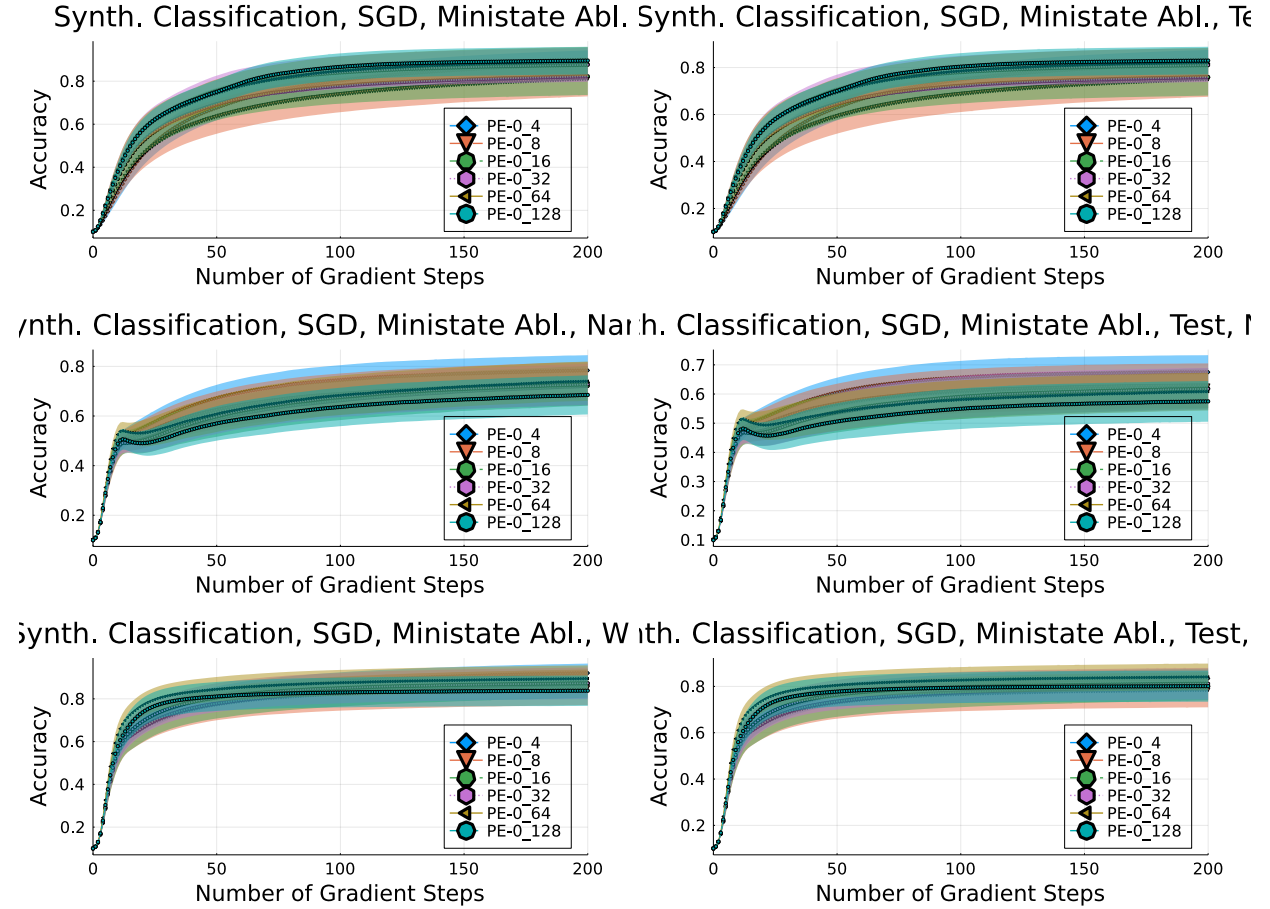 Synth. Classification, SGD, Ministate Abl.
Accuracy
0.8
0.6
0.4
0.2
0 50 100 150 200
Number of Gradient Steps
PE-0_4
PE-0_8
PE-0_16
PE-0_32
PE-0_64
PE-0_128
Synth. Classification, SGD, Ministate Abl., Te
Accuracy
0.8
0.6
0.4
0.2
0 50 100 150 200
Number of Gradient Steps
PE-0_4
PE-0_8
PE-0_16
PE-0_32
PE-0_64
PE-0_128
ynth. Classification, SGD, Ministate Abl., Nar
Accuracy
0.8
0.6
0.4
0.2
0 50 100 150 200
Number of Gradient Steps
PE-0_4
PE-0_8
PE-0_16
PE-0_32
PE-0_64
PE-0_128
th. Classification, SGD, Ministate Abl., Test, N
Accuracy
0.7
0.6
0.5
0.4
0.3
0.2
0.1
0 50 100 150 200
Number of Gradient Steps
PE-0_4
PE-0_8
PE-0_16
PE-0_32
PE-0_64
PE-0_128
Synth. Classification, SGD, Ministate Abl., W
Accuracy
0.8
0.6
0.4
0.2
0 50 100 150 200
Number of Gradient Steps
PE-0_4
PE-0_8
PE-0_16
PE-0_32
PE-0_64
PE-0_128
nth. Classification, SGD, Ministate Abl., Test,
Accuracy
0.8
0.6
0.4
0.2
0 50 100 150 200
Number of Gradient Steps
PE-0_4
PE-0_8
PE-0_16
PE-0_32
PE-0_64
PE-0_128